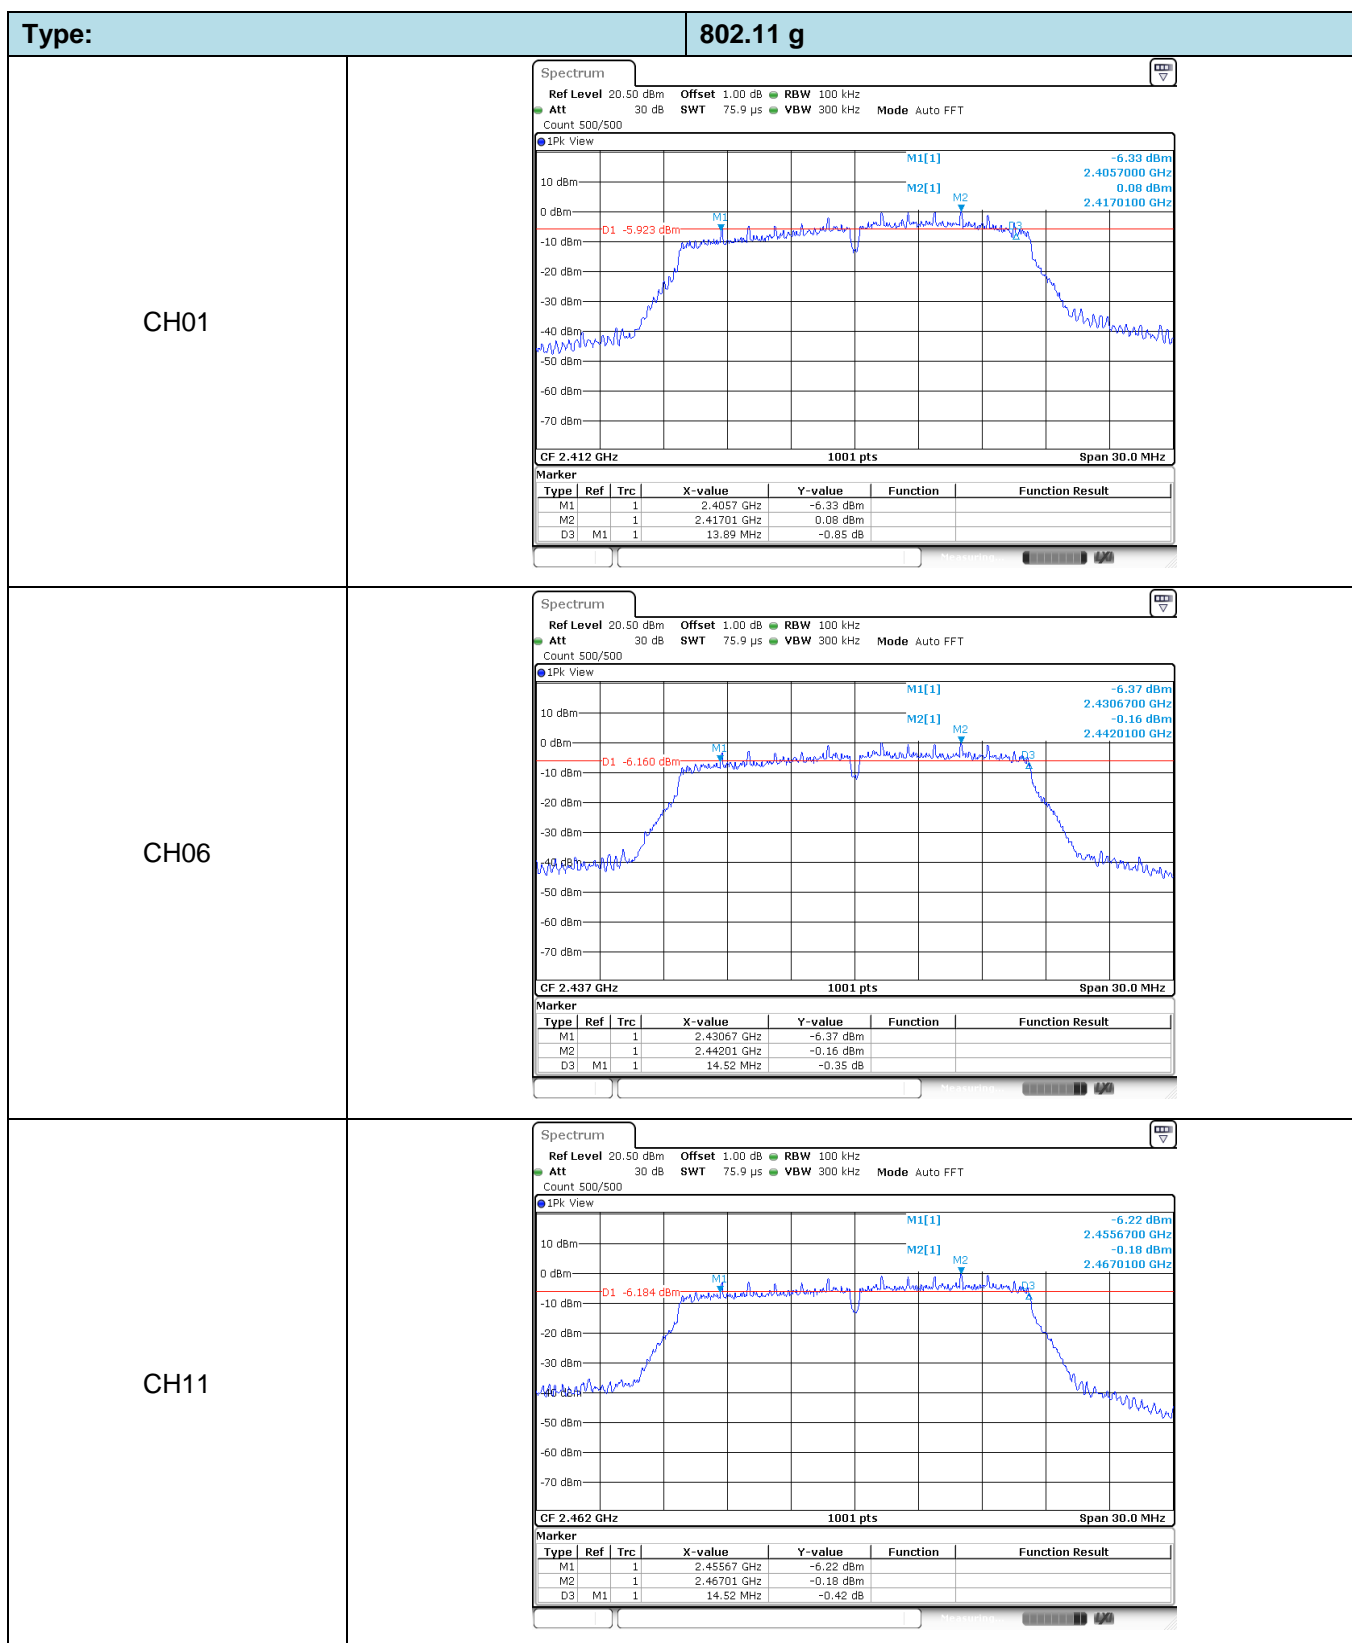 Type: 802.11 g
CH01
Spectrum
Ref Level 20.50 dBm Offset 1.00 dB RBW 100 kHz
Att 30 dB SWT 75.9 µs VBW 300 kHz Mode Auto FFT
Count 500/500
1Pk View
M1[1] -6.33 dBm
2.4057000 GHz
10 dBm
M2[1] 0.08 dBm
M2
2.4170100 GHz
0 dBm
M1
D3
D1 -5.923 dBm
-10 dBm
-20 dBm
-30 dBm
-40 dBm
-50 dBm
-60 dBm
-70 dBm
CF 2.412 GHz 1001 pts Span 30.0 MHz
Marker
Type Ref Trc X-value Y-value Function Function Result
M1 1 2.4057 GHz -6.33 dBm
M2 1 2.41701 GHz 0.08 dBm
D3 M1 1 13.89 MHz -0.85 dB
Measuring...
CH06
Spectrum
Ref Level 20.50 dBm Offset 1.00 dB RBW 100 kHz
Att 30 dB SWT 75.9 µs VBW 300 kHz Mode Auto FFT
Count 500/500
1Pk View
M1[1] -6.37 dBm
2.4306700 GHz
10 dBm
M2[1] -0.16 dBm
M2
2.4420100 GHz
0 dBm
M1
D3
D1 -6.160 dBm
-10 dBm
-20 dBm
-30 dBm
-40 dBm
-50 dBm
-60 dBm
-70 dBm
CF 2.437 GHz 1001 pts Span 30.0 MHz
Marker
Type Ref Trc X-value Y-value Function Function Result
M1 1 2.43067 GHz -6.37 dBm
M2 1 2.44201 GHz -0.16 dBm
D3 M1 1 14.52 MHz -0.35 dB
Measuring...
CH11
Spectrum
Ref Level 20.50 dBm Offset 1.00 dB RBW 100 kHz
Att 30 dB SWT 75.9 µs VBW 300 kHz Mode Auto FFT
Count 500/500
1Pk View
M1[1] -6.22 dBm
2.4556700 GHz
10 dBm
M2[1] -0.18 dBm
M2
2.4670100 GHz
0 dBm
M1
D3
D1 -6.184 dBm
-10 dBm
-20 dBm
-30 dBm
-40 dBm
-50 dBm
-60 dBm
-70 dBm
CF 2.462 GHz 1001 pts Span 30.0 MHz
Marker
Type Ref Trc X-value Y-value Function Function Result
M1 1 2.45567 GHz -6.22 dBm
M2 1 2.46701 GHz -0.18 dBm
D3 M1 1 14.52 MHz -0.42 dB
Measuring...